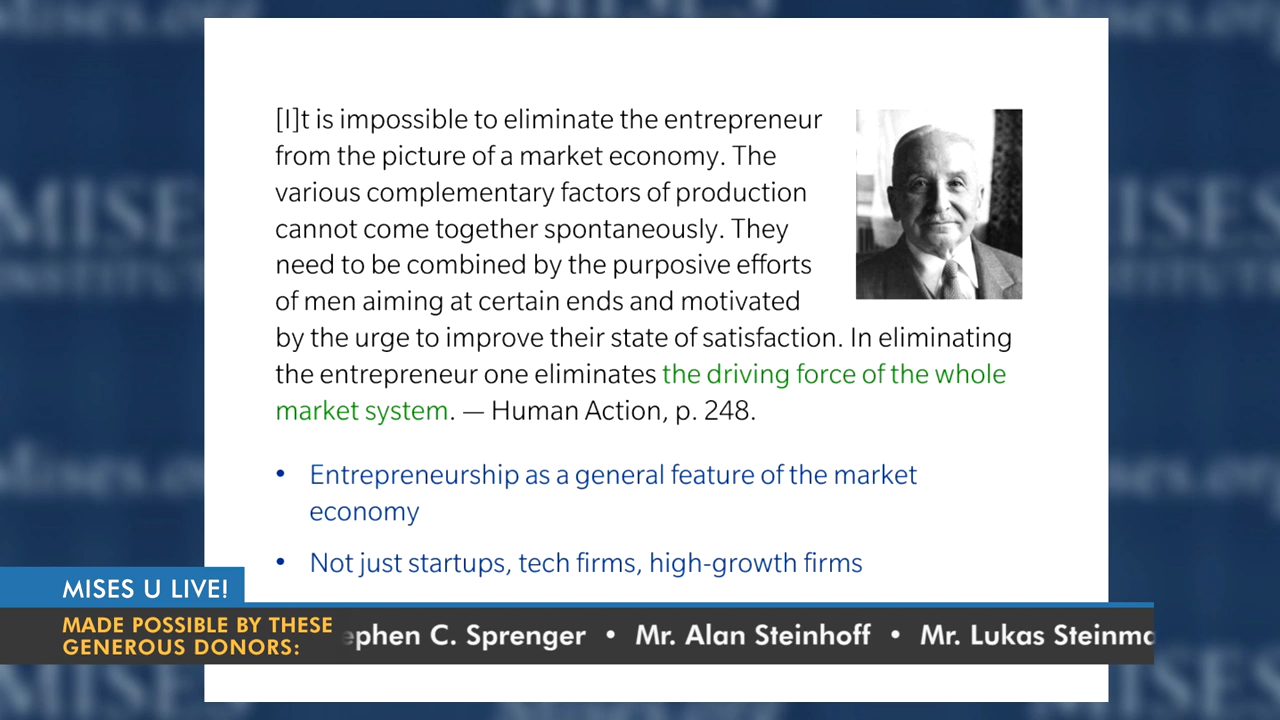 [I]t is impossible to eliminate the entrepreneur
from the picture of a market economy. The
various complementary factors of production
cannot come together spontaneously. They
need to be combined by the purposive efforts
of men aiming at certain ends and motivated
by the urge to improve their state of satisfaction. In eliminating
the entrepreneur one eliminates the driving force of the whole
market system. — Human Action, p. 248.
• Entrepreneurship as a general feature of the market
economy
• Not just startups, tech firms, high-growth firms
MISES U LIVE!
MADE POSSIBLE BY THESE
GENEROUS DONORS:
ephen C. Sprenger • Mr. Alan Steinhoff • Mr. Lukas